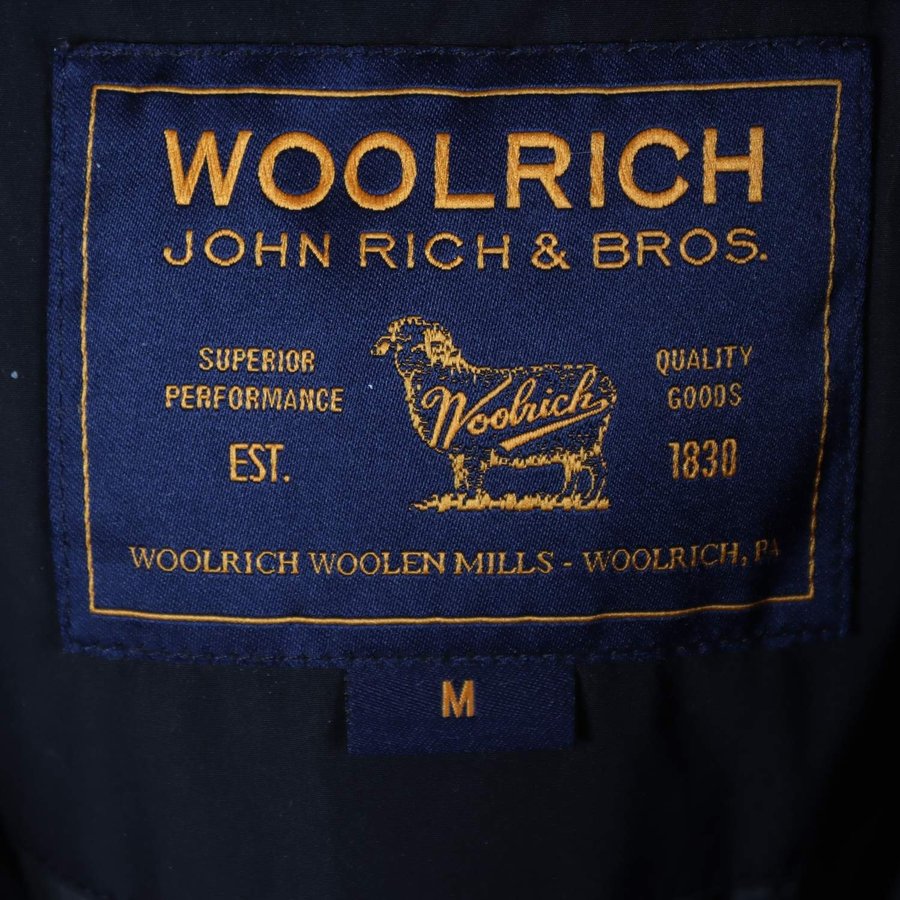 WOOLRICH
JOHN RICH & BROS.
SUPERIOR
PERFORMANCE
EST.
Woolrich
QUALITY
GOODS
1830
WOOLRICH WOOLEN MILLS - WOOLRICH, PA
M